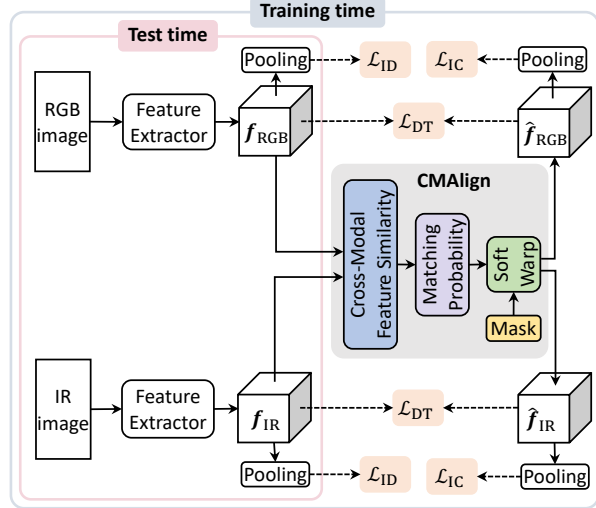 Training time
Test time
Pooling
ℒ_ID
ℒ_IC
Pooling
RGB
image
Feature
Extractor
f_RGB
ℒ_DT
f̂_RGB
CMAlign
Cross-Modal
Feature Similarity
Matching
Probability
Soft
Warp
Mask
IR
image
Feature
Extractor
f_IR
ℒ_DT
f̂_IR
Pooling
ℒ_ID
ℒ_IC
Pooling